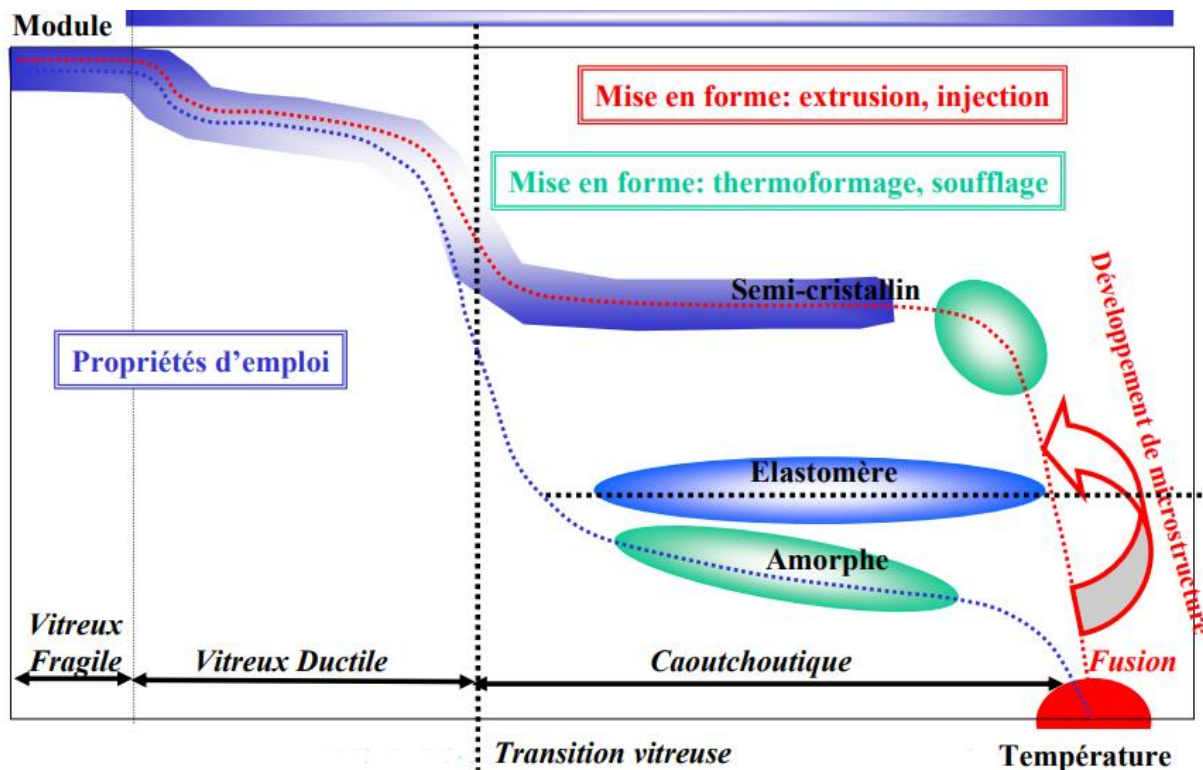 Module
Mise en forme: extrusion, injection
Mise en forme: thermoformage, soufflage
Semi-cristallin
Développement de microstructure
Propriétés d’emploi
Elastomère
Amorphe
Vitreux
Fragile
Vitreux Ductile
Caoutchoutique
Fusion
Transition vitreuse
Température